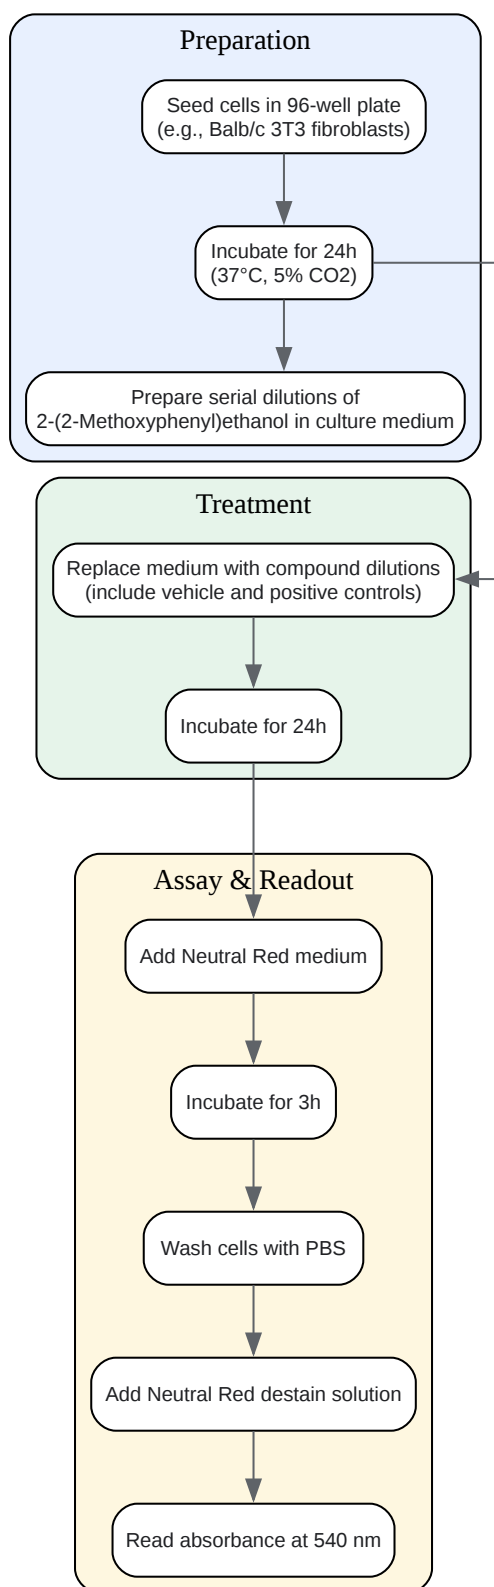 Preparation
Seed cells in 96-well plate
(e.g., Balb/c 3T3 fibroblasts)
Incubate for 24h
(37°C, 5% CO2)
Prepare serial dilutions of
2-(2-Methoxyphenyl)ethanol in culture medium
Treatment
Replace medium with compound dilutions
(include vehicle and positive controls)
Incubate for 24h
Assay & Readout
Add Neutral Red medium
Incubate for 3h
Wash cells with PBS
Add Neutral Red destain solution
Read absorbance at 540 nm